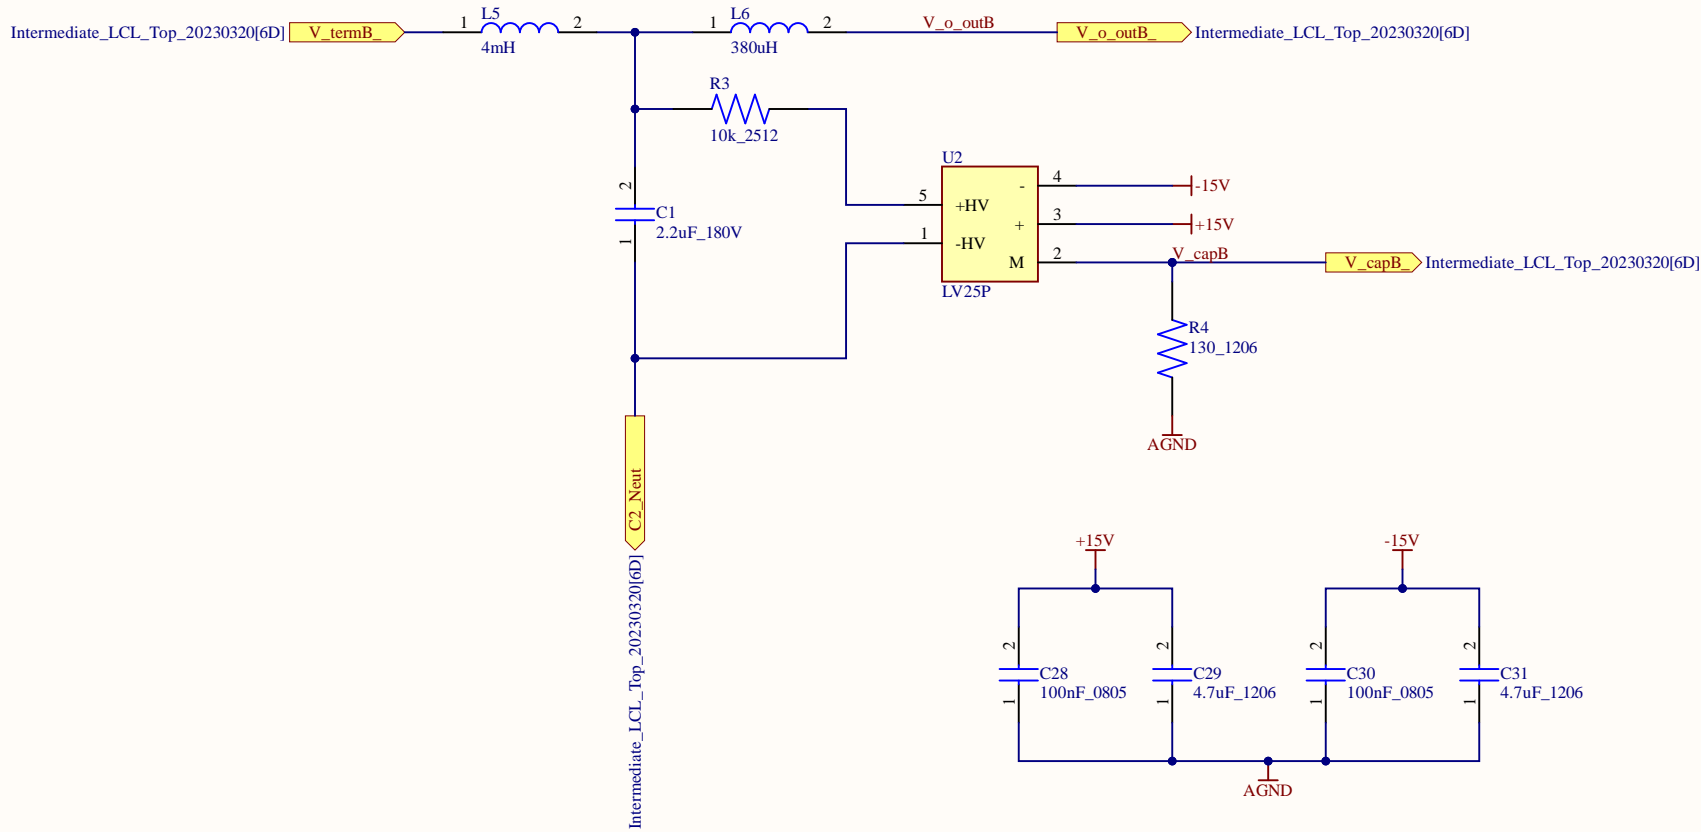 L5
1 2
4mH
L6
1 2
380uH
V_o_outB
Intermediate_LCL_Top_20230320[6D]
V_termB_
V_o_outB_
Intermediate_LCL_Top_20230320[6D]
R3
10k_2512
2
C1
2.2uF_180V
1
U2
5 +HV
1 -HV
- 4
-15V
+ 3
+15V
M 2
V_capB
V_capB_
Intermediate_LCL_Top_20230320[6D]
LV25P
R4
130_1206
AGND
C2_Neut
Intermediate_LCL_Top_20230320[6D]
+15V
-15V
2
C28
100nF_0805
1
2
C29
4.7uF_1206
1
2
C30
100nF_0805
1
2
C31
4.7uF_1206
1
AGND